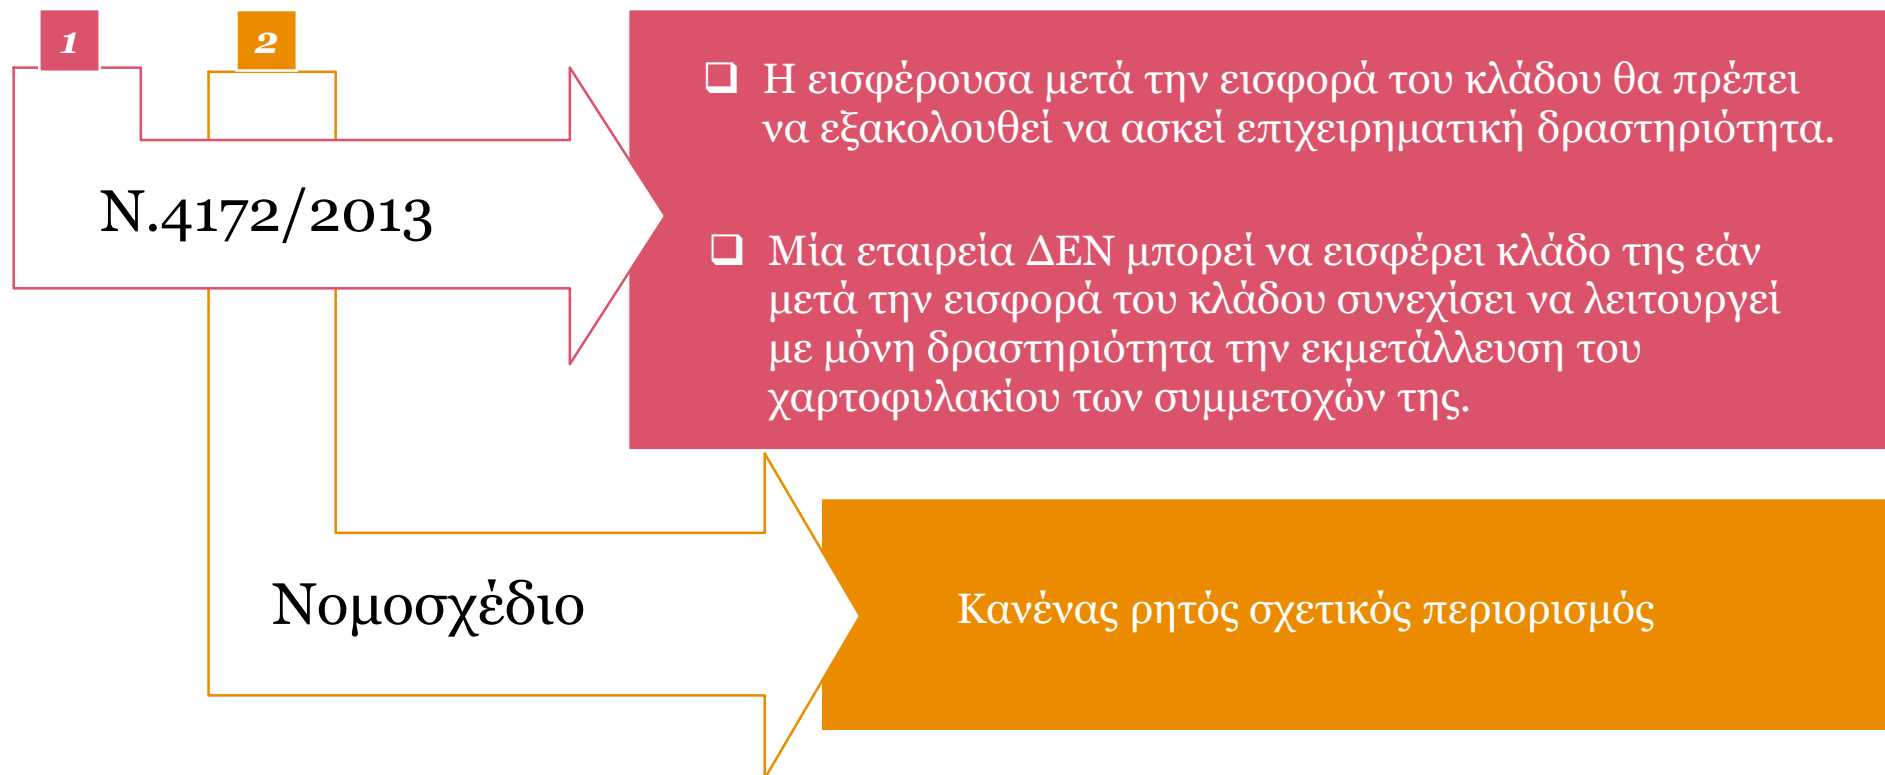 1
2
❑ Η εισφέρουσα μετά την εισφορά του κλάδου θα πρέπει
να εξακολουθεί να ασκεί επιχειρηματική δραστηριότητα.
Ν.4172/2013
❑ Μία εταιρεία ΔΕΝ μπορεί να εισφέρει κλάδο της εάν
μετά την εισφορά του κλάδου συνεχίσει να λειτουργεί
με μόνη δραστηριότητα την εκμετάλλευση του
χαρτοφυλακίου των συμμετοχών της.
Νομοσχέδιο
Κανένας ρητός σχετικός περιορισμός